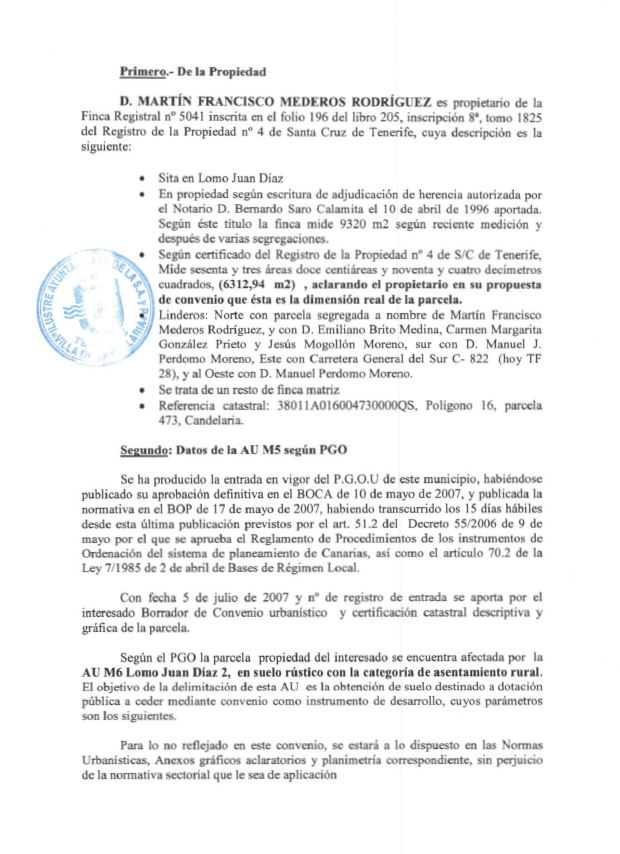 Primero.- De la Propiedad
D. MARTÍN FRANCISCO MEDEROS RODRÍGUEZ es propietario de la
Finca Registral nº 5041 inscrita en el folio 196 del libro 205, inscripción 8ª, tomo 1825
del Registro de la Propiedad nº 4 de Santa Cruz de Tenerife, cuya descripción es la
siguiente:
• Sita en Lomo Juan Díaz
• En propiedad según escritura de adjudicación de herencia autorizada por
el Notario D. Bernardo Saro Calamita el 10 de abril de 1996 aportada.
Según éste título la finca mide 9320 m2 según reciente medición y
después de varias segregaciones.
• Según certificado del Registro de la Propiedad nº 4 de S/C de Tenerife,
Mide sesenta y tres áreas doce centiáreas y noventa y cuatro decímetros
cuadrados, (6312,94 m2) , aclarando el propietario en su propuesta
de convenio que ésta es la dimensión real de la parcela.
• Linderos: Norte con parcela segregada a nombre de Martín Francisco
Mederos Rodríguez, y con D. Emiliano Brito Medina, Carmen Margarita
González Prieto y Jesús Mogollón Moreno, sur con D. Manuel J.
Perdomo Moreno, Este con Carretera General del Sur C- 822 (hoy TF
28), y al Oeste con D. Manuel Perdomo Moreno.
• Se trata de un resto de finca matriz
• Referencia catastral: 38011A016004730000QS, Polígono 16, parcela
473, Candelaria.
Segundo: Datos de la AU M5 según PGO
Se ha producido la entrada en vigor del P.G.O.U de este municipio, habiéndose
publicado su aprobación definitiva en el BOCA de 10 de mayo de 2007, y publicada la
normativa en el BOP de 17 de mayo de 2007, habiendo transcurrido los 15 días hábiles
desde esta última publicación previstos por el art. 51.2 del Decreto 55/2006 de 9 de
mayo por el que se aprueba el Reglamento de Procedimientos de los instrumentos de
Ordenación del sistema de planeamiento de Canarias, así como el articulo 70.2 de la
Ley 7/1985 de 2 de abril de Bases de Régimen Local.
Con fecha 5 de julio de 2007 y nº de registro de entrada se aporta por el
interesado Borrador de Convenio urbanístico y certificación catastral descriptiva y
gráfica de la parcela.
Según el PGO la parcela propiedad del interesado se encuentra afectada por la
AU M6 Lomo Juan Díaz 2, en suelo rústico con la categoría de asentamiento rural.
El objetivo de la delimitación de esta AU es la obtención de suelo destinado a dotación
pública a ceder mediante convenio como instrumento de desarrollo, cuyos parámetros
son los siguientes.
Para lo no reflejado en este convenio, se estará a lo dispuesto en las Normas
Urbanísticas, Anexos gráficos aclaratorios y planimetría correspondiente, sin perjuicio
de la normativa sectorial que le sea de aplicación